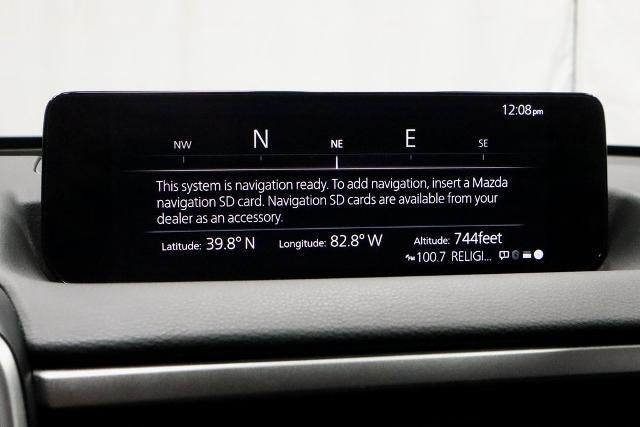 12:08pm
NW N NE E SE
This system is navigation ready. To add navigation, insert a Mazda
navigation SD card. Navigation SD cards are available from your
dealer as an accessory.
Latitude: 39.8° N Longitude: 82.8° W Altitude: 744feet
100.7 RELIGI...